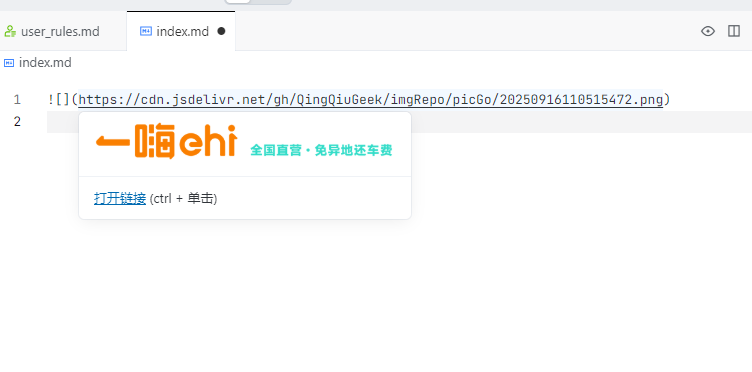 user_rules.md
index.md
index.md
1 ![](https://cdn.jsdelivr.net/gh/QingQiuGeek/imgRepo/picGo/20250916110515472.png)
2
一嗨ehi 全国直营·免异地还车费
打开链接 (ctrl + 单击)